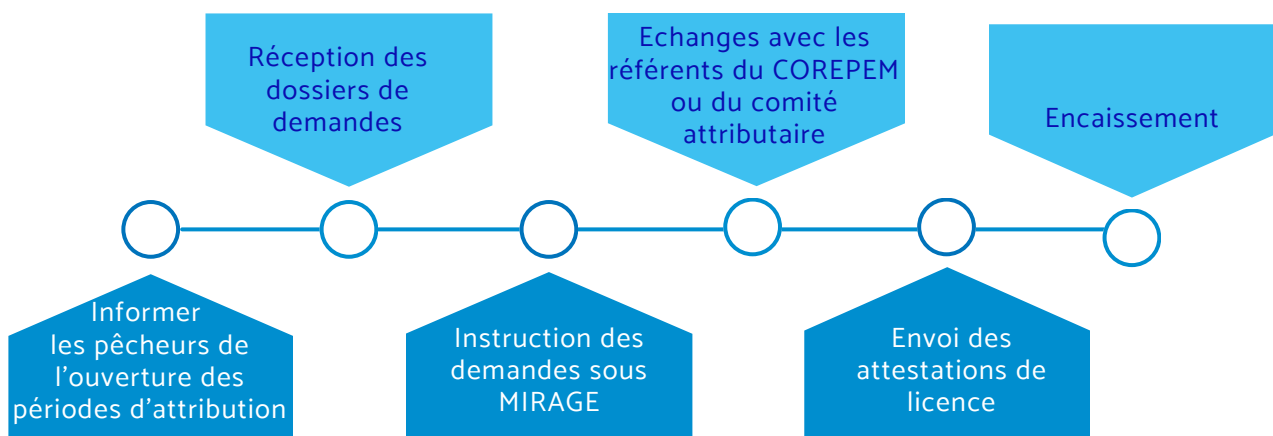 Informer
les pêcheurs de
l'ouverture des
périodes d'attribution
Réception des
dossiers de
demandes
Instruction des
demandes sous
MIRAGE
Echanges avec les
référents du COREPEM
ou du comité
attributaire
Envoi des
attestations de
licence
Encaissement